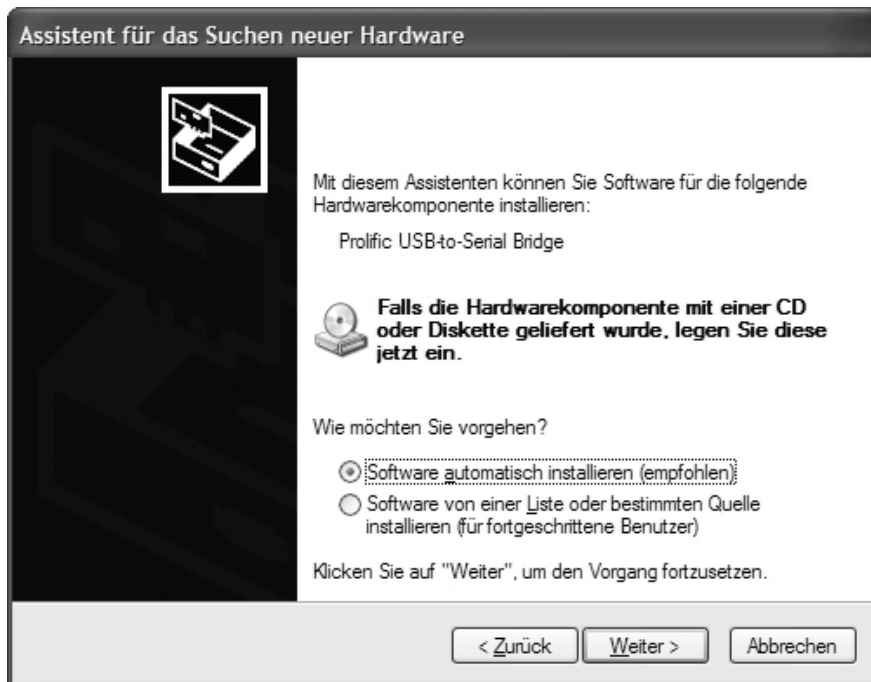 Assistent für das Suchen neuer Hardware
Mit diesem Assistenten können Sie Software für die folgende
Hardwarekomponente installieren:
Prolific USB-to-Serial Bridge
Falls die Hardwarekomponente mit einer CD
oder Diskette geliefert wurde, legen Sie diese
jetzt ein.
Wie möchten Sie vorgehen?
Software automatisch installieren (empfohlen)
Software von einer Liste oder bestimmten Quelle
installieren (für fortgeschrittene Benutzer)
Klicken Sie auf "Weiter", um den Vorgang fortzusetzen.
< Zurück Weiter > Abbrechen